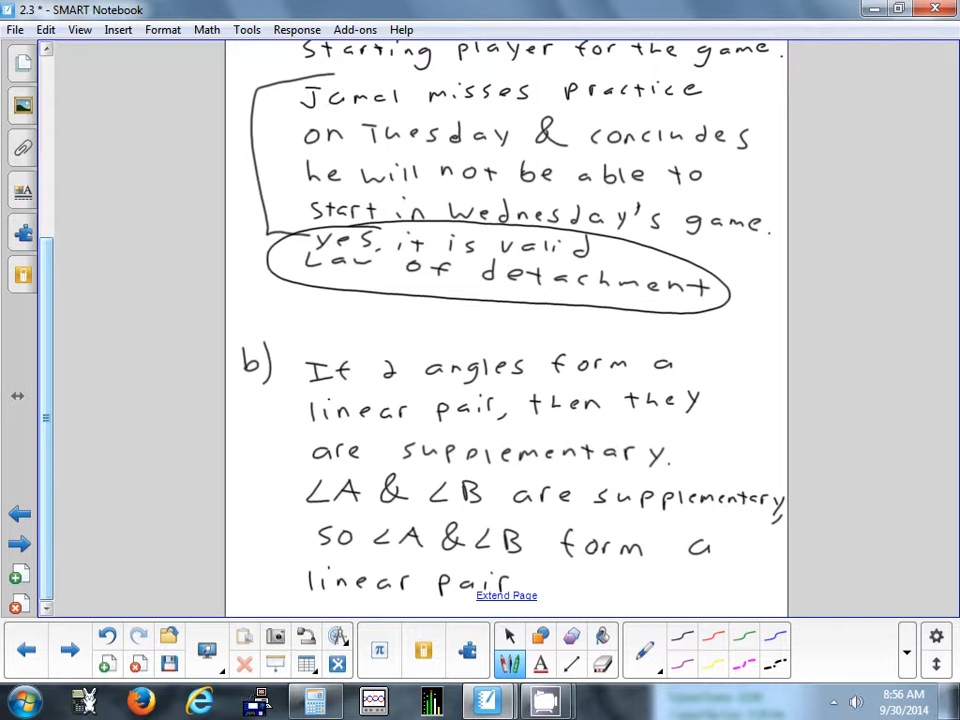 2.3 * - SMART Notebook
File Edit View Insert Format Math Tools Response Add-ons Help
Starting player for the game.
Jamal misses practice
on Tuesday & concludes
he will not be able to
start in Wednesday's game.
yes, it is valid
Law of detachment
b) If 2 angles form a
linear pair, then they
are supplementary.
∠A & ∠B are supplementary,
so ∠A & ∠B form a
linear pair
Extend Page
8:56 AM
9/30/2014